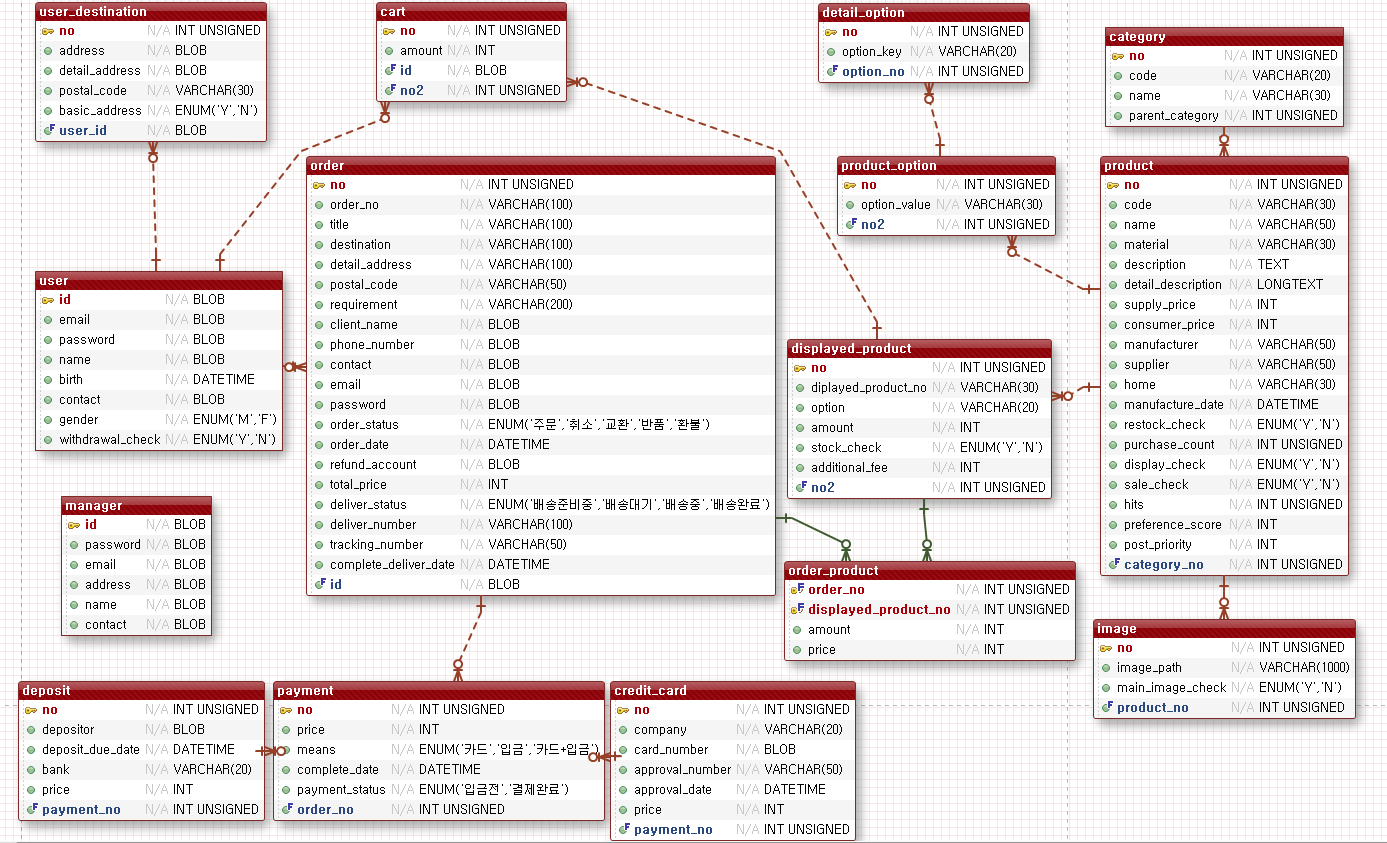 user_destination
no N/A INT UNSIGNED
address N/A BLOB
detail_address N/A BLOB
postal_code N/A VARCHAR(30)
basic_address N/A ENUM('Y','N')
user_id N/A BLOB
cart
no N/A INT UNSIGNED
amount N/A INT
id N/A BLOB
no2 N/A INT UNSIGNED
detail_option
no N/A INT UNSIGNED
option_key N/A VARCHAR(20)
option_no N/A INT UNSIGNED
category
no N/A INT UNSIGNED
code N/A VARCHAR(20)
name N/A VARCHAR(30)
parent_category N/A INT UNSIGNED
order
no N/A INT UNSIGNED
order_no N/A VARCHAR(100)
title N/A VARCHAR(100)
destination N/A VARCHAR(100)
detail_address N/A VARCHAR(100)
postal_code N/A VARCHAR(50)
requirement N/A VARCHAR(200)
client_name N/A BLOB
phone_number N/A BLOB
contact N/A BLOB
email N/A BLOB
password N/A BLOB
order_status N/A ENUM('주문','취소','교환','반품','환불')
order_date N/A DATETIME
refund_account N/A BLOB
total_price N/A INT
deliver_status N/A ENUM('배송준비중','배송대기','배송중','배송완료')
deliver_number N/A VARCHAR(100)
tracking_number N/A VARCHAR(50)
complete_deliver_date N/A DATETIME
id N/A BLOB
product_option
no N/A INT UNSIGNED
option_value N/A VARCHAR(30)
no2 N/A INT UNSIGNED
product
no N/A INT UNSIGNED
code N/A VARCHAR(30)
name N/A VARCHAR(50)
material N/A VARCHAR(30)
description N/A TEXT
detail_description N/A LONGTEXT
supply_price N/A INT
consumer_price N/A INT
manufacturer N/A VARCHAR(50)
supplier N/A VARCHAR(50)
home N/A VARCHAR(30)
manufacture_date N/A DATETIME
restock_check N/A ENUM('Y','N')
purchase_count N/A INT UNSIGNED
display_check N/A ENUM('Y','N')
sale_check N/A ENUM('Y','N')
hits N/A INT UNSIGNED
preference_score N/A INT
post_priority N/A INT
category_no N/A INT UNSIGNED
user
id N/A BLOB
email N/A BLOB
password N/A BLOB
name N/A BLOB
birth N/A DATETIME
contact N/A BLOB
gender N/A ENUM('M','F')
withdrawal_check N/A ENUM('Y','N')
displayed_product
no N/A INT UNSIGNED
diplayed_product_no N/A VARCHAR(30)
option N/A VARCHAR(20)
amount N/A INT
stock_check N/A ENUM('Y','N')
additional_fee N/A INT
no2 N/A INT UNSIGNED
manager
id N/A BLOB
password N/A BLOB
email N/A BLOB
address N/A BLOB
name N/A BLOB
contact N/A BLOB
order_product
order_no N/A INT UNSIGNED
displayed_product_no N/A INT UNSIGNED
amount N/A INT
price N/A INT
image
no N/A INT UNSIGNED
image_path N/A VARCHAR(1000)
main_image_check N/A ENUM('Y','N')
product_no N/A INT UNSIGNED
deposit
no N/A INT UNSIGNED
depositor N/A BLOB
deposit_due_date N/A DATETIME
bank N/A VARCHAR(20)
price N/A INT
payment_no N/A INT UNSIGNED
payment
no N/A INT UNSIGNED
price N/A INT
means N/A ENUM('카드','입금','카드+입금')
complete_date N/A DATETIME
payment_status N/A ENUM('입금전','결제완료')
order_no N/A INT UNSIGNED
credit_card
no N/A INT UNSIGNED
company N/A VARCHAR(20)
card_number N/A BLOB
approval_number N/A VARCHAR(50)
approval_date N/A DATETIME
price N/A INT
payment_no N/A INT UNSIGNED